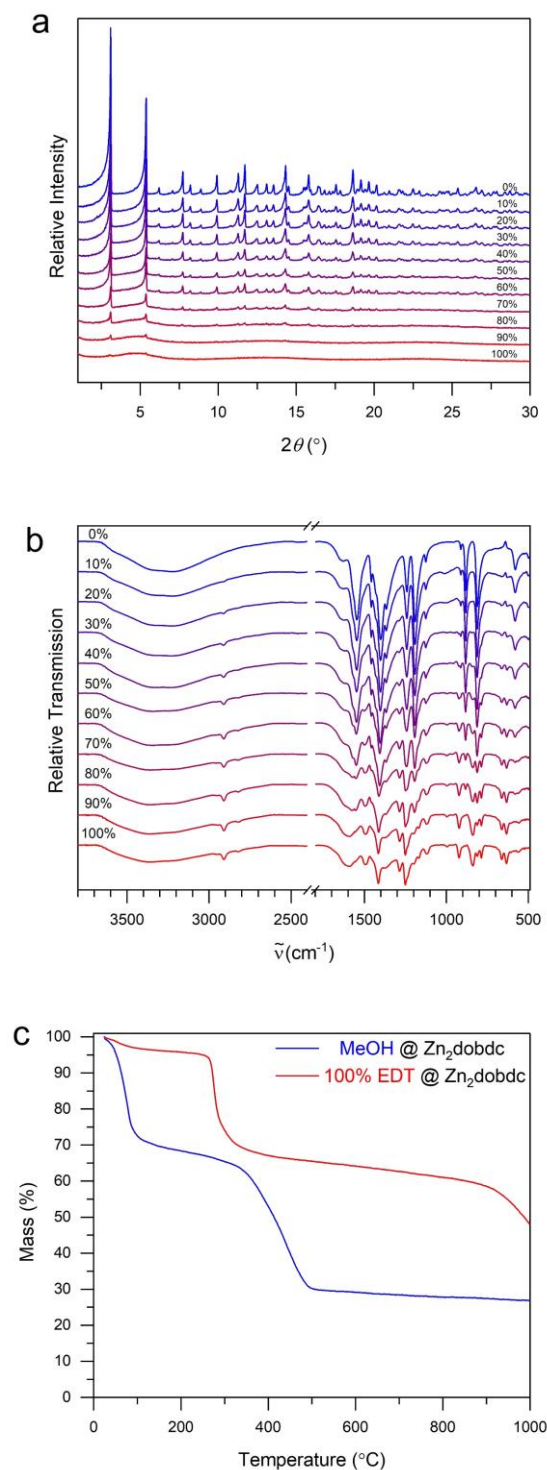 a
Relative Intensity
0%
10%
20%
30%
40%
50%
60%
70%
80%
90%
100%
5 10 15 20 25 30
2θ (°)
b
Relative Transmission
0%
10%
20%
30%
40%
50%
60%
70%
80%
90%
100%
3500 3000 2500 1500 1000 500
ṽ (cm⁻¹)
c
Mass (%)
100
90
80
70
60
50
40
30
20
10
0
MeOH @ Zn₂dobdc
100% EDT @ Zn₂dobdc
0 200 400 600 800 1000
Temperature (°C)